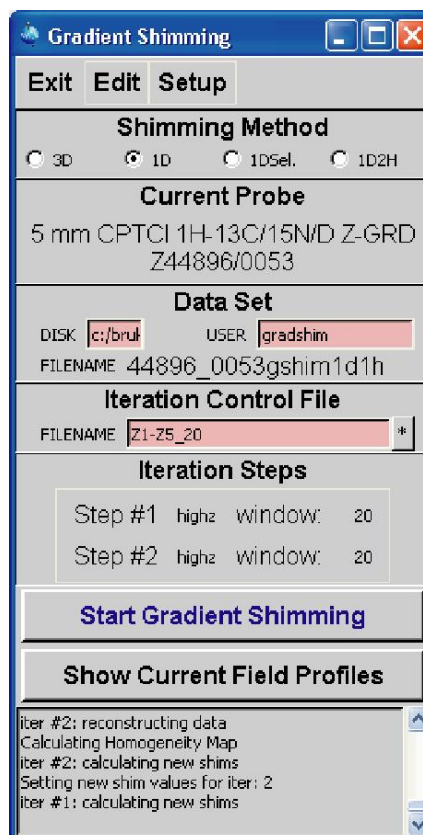 Gradient Shimming
Exit Edit Setup
Shimming Method
3D 1D 1DSel. 1D2H
Current Probe
5 mm CPTCI 1H-13C/15N/D Z-GRD
Z44896/0053
Data Set
DISK c:/bruk USER gradshim
FILENAME 44896_0053gshim1d1h
Iteration Control File
FILENAME Z1-Z5_20 *
Iteration Steps
Step #1 highz window: 20
Step #2 highz window: 20
Start Gradient Shimming
Show Current Field Profiles
iter #2: reconstructing data
Calculating Homogeneity Map
iter #2: calculating new shims
Setting new shim values for iter: 2
iter #1: calculating new shims